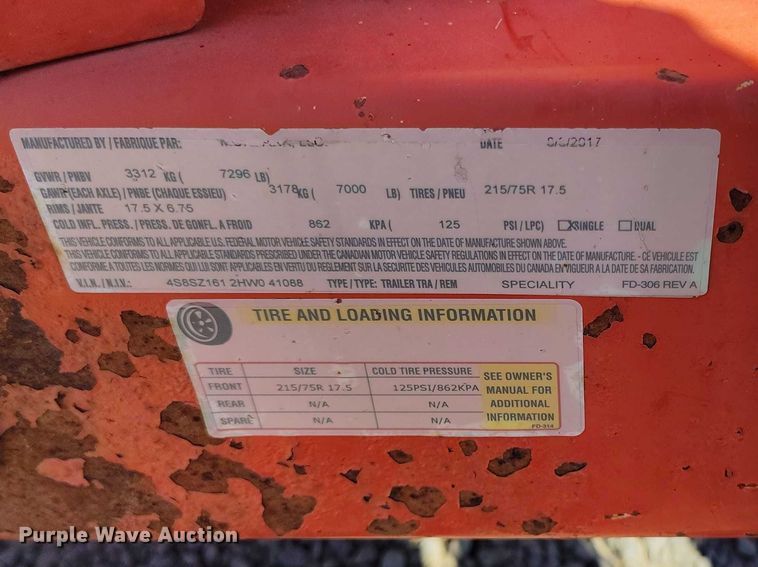 MANUFACTURED BY / FABRIQUE PAR: DATE 2017
GVWR / PNBV 3312 KG ( 7296 LB)
GAWR(EACH AXLE) / PNBE (CHAQUE ESSIEU) 3178 KG ( 7000 LB) TIRES / PNEU 215/75R 17.5
RIMS / JANTE 17.5 X 6.75
COLD INFL. PRESS. / PRESS. DE GONFL. A FROID 862 KPA ( 125 PSI / LPC) X SINGLE DUAL
THIS VEHICLE CONFORMS TO ALL APPLICABLE U.S. FEDERAL MOTOR VEHICLE SAFETY STANDARDS IN EFFECT ON THE DATE OF MANUFACTURE SHOWN ABOVE.
THIS VEHICLE CONFORMS TO ALL APPLICABLE STANDARDS PRESCRIBED UNDER THE CANADIAN MOTOR VEHICLE SAFETY REGULATIONS IN EFFECT ON THE DATE OF MANUFACTURE. - CE VEHICULE EST
CONFORME A TOUTES LES NORMES QUI LUI SONT APPLICABLES EN VERTU DU REGLEMENT SUR LA SECURITE DES VEHICULES AUTOMOBILES DU CANADA EN VIGUEUR A LA DATE DE SA FABRICATION.
V.I.N. / N.I.V.: 4S8SZ161 2HW0 41088 TYPE / TYPE: TRAILER TRA / REM SPECIALITY FD-306 REV A
TIRE AND LOADING INFORMATION
TIRE SIZE COLD TIRE PRESSURE
FRONT 215/75R 17.5 125PSI/862KPA
REAR N/A N/A
SPARE N/A N/A
SEE OWNER'S
MANUAL FOR
ADDITIONAL
INFORMATION
FD-314
Purple Wave Auction